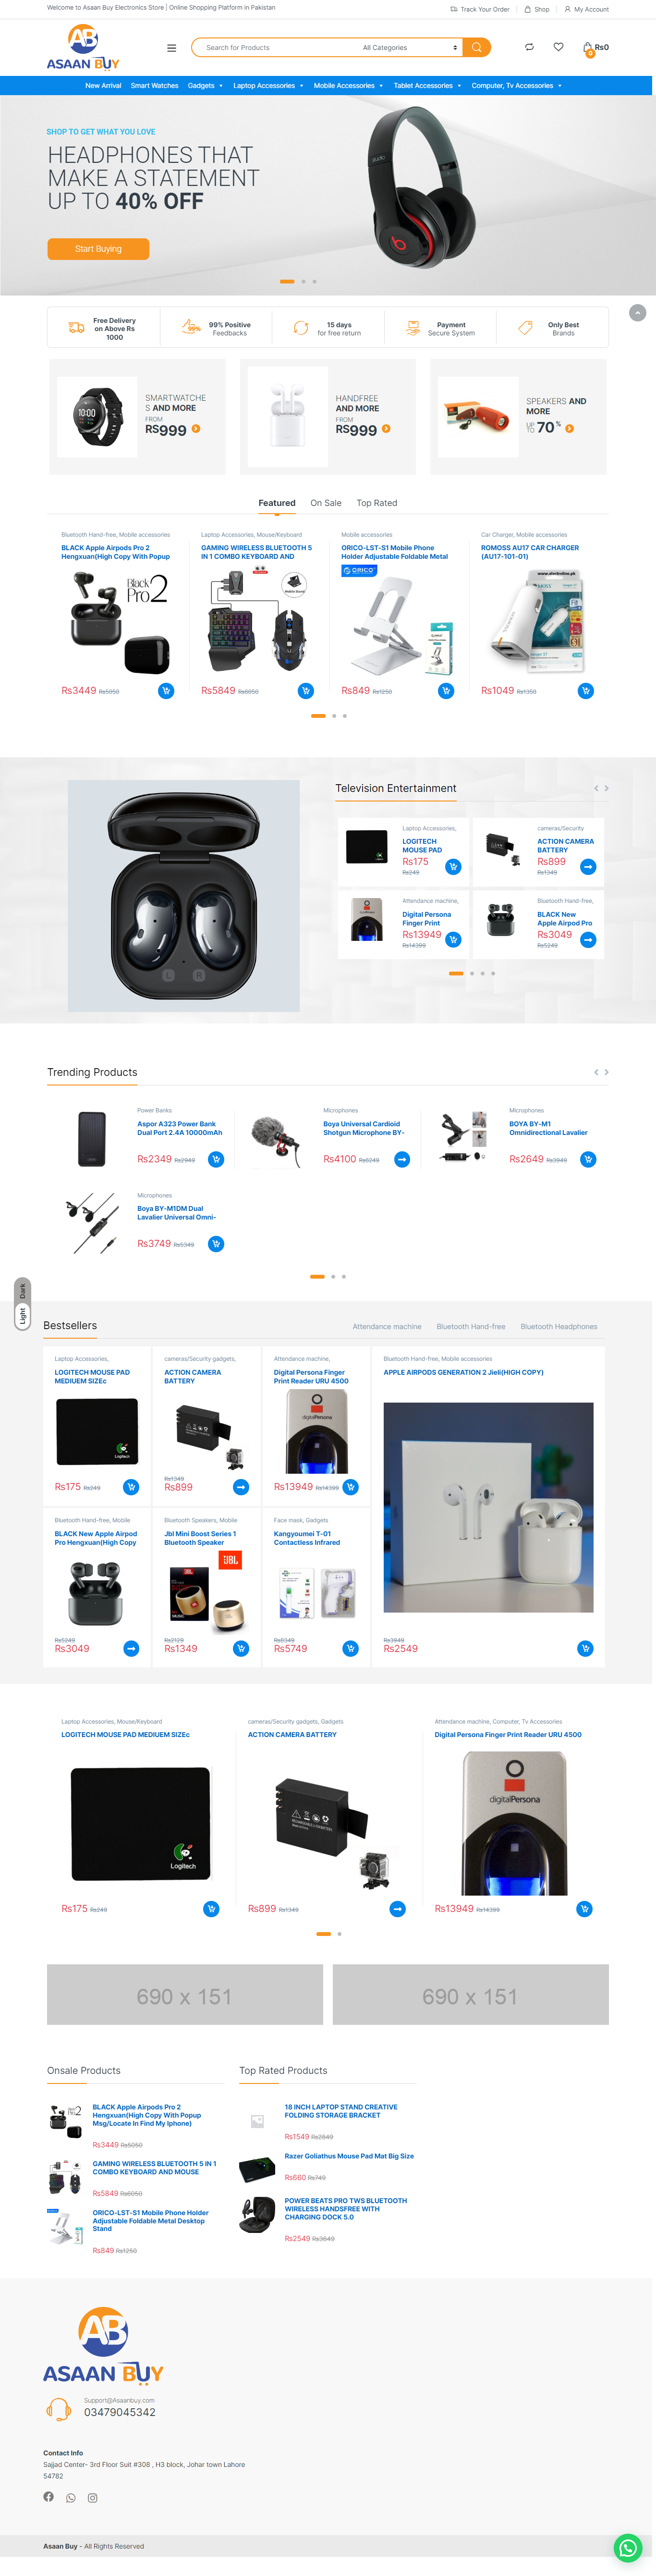 Welcome to Asaan Buy Electronics Store | Online Shopping Platform in Pakistan
Track Your Order
Shop
My Account
AB
ASAAN BUY
Search for Products
All Categories
0
₨0
New Arrival
Smart Watches
Gadgets
Laptop Accessories
Mobile Accessories
Tablet Accessories
Computer, Tv Accessories
SHOP TO GET WHAT YOU LOVE
HEADPHONES THAT
MAKE A STATEMENT
UP TO 40% OFF
Start Buying
Free Delivery
on Above Rs
1000
99% Positive
Feedbacks
15 days
for free return
Payment
Secure System
Only Best
Brands
SMARTWATCHE
S AND MORE
FROM
RS999
HANDFREE
AND MORE
FROM
RS999
SPEAKERS AND
MORE
UP
TO 70%
Featured
On Sale
Top Rated
Bluetooth Hand-free, Mobile accessories
BLACK Apple Airpods Pro 2
Hengxuan(High Copy With Popup
Black
Pro2
₨3449 ₨5050
Laptop Accessories, Mouse/Keyboard
GAMING WIRELESS BLUETOOTH 5
IN 1 COMBO KEYBOARD AND
₨5849 ₨6050
Mobile accessories
ORICO-LST-S1 Mobile Phone
Holder Adjustable Foldable Metal
ORICO
₨849 ₨1250
Car Charger, Mobile accessories
ROMOSS AU17 CAR CHARGER
(AU17-101-01)
₨1049 ₨1350
Television Entertainment
L
R
Laptop Accessories,
LOGITECH
MOUSE PAD
₨175
₨249
cameras/Security
ACTION CAMERA
BATTERY
₨899
₨1349
Attendance machine,
Digital Persona
Finger Print
₨13949
₨14399
Bluetooth Hand-free,
BLACK New
Apple Airpod Pro
₨3049
₨5249
Trending Products
Power Banks
Aspor A323 Power Bank
Dual Port 2.4A 10000mAh
₨2349 ₨2949
Microphones
Boya Universal Cardioid
Shotgun Microphone BY-
₨4100 ₨6249
Microphones
BOYA BY-M1
Omnidirectional Lavalier
₨2649 ₨3949
Microphones
Boya BY-M1DM Dual
Lavalier Universal Omni-
₨3749 ₨5349
Dark
Light
Bestsellers
Attendance machine
Bluetooth Hand-free
Bluetooth Headphones
Laptop Accessories,
LOGITECH MOUSE PAD
MEDIUEM SIZEc
Logitech
₨175 ₨249
cameras/Security gadgets,
ACTION CAMERA
BATTERY
₨1349
₨899
Attendance machine,
Digital Persona Finger
Print Reader URU 4500
digitalPersona
₨13949 ₨14399
Bluetooth Hand-free, Mobile accessories
APPLE AIRPODS GENERATION 2 Jieli(HIGH COPY)
₨3949
₨2549
Bluetooth Hand-free, Mobile
BLACK New Apple Airpod
Pro Hengxuan(High Copy
₨5249
₨3049
Bluetooth Speakers, Mobile
Jbl Mini Boost Series 1
Bluetooth Speaker
JBL
₨2129
₨1349
Face mask, Gadgets
Kangyoumei T-01
Contactless Infrared
₨9349
₨5749
Laptop Accessories, Mouse/Keyboard
LOGITECH MOUSE PAD MEDIUEM SIZEc
Logitech
₨175 ₨249
cameras/Security gadgets, Gadgets
ACTION CAMERA BATTERY
RECHARGEABLE LI-ION BATTERY
₨899 ₨1349
Attendance machine, Computer, Tv Accessories
Digital Persona Finger Print Reader URU 4500
digitalPersona
₨13949 ₨14399
690 x 151
690 x 151
Onsale Products
BLACK Apple Airpods Pro 2
Hengxuan(High Copy With Popup
Msg/Locate In Find My Iphone)
₨3449 ₨5050
GAMING WIRELESS BLUETOOTH 5 IN 1
COMBO KEYBOARD AND MOUSE
₨5849 ₨6050
ORICO-LST-S1 Mobile Phone Holder
Adjustable Foldable Metal Desktop
Stand
₨849 ₨1250
Top Rated Products
18 INCH LAPTOP STAND CREATIVE
FOLDING STORAGE BRACKET
₨1549 ₨2649
Razer Goliathus Mouse Pad Mat Big Size
₨660 ₨749
POWER BEATS PRO TWS BLUETOOTH
WIRELESS HANDSFREE WITH
CHARGING DOCK 5.0
₨2549 ₨3649
AB
ASAAN BUY
Support@Asaanbuy.com
03479045342
Contact Info
Sajjad Center- 3rd Floor Suit #308 , H3 block, Johar town Lahore
54782
Asaan Buy - All Rights Reserved